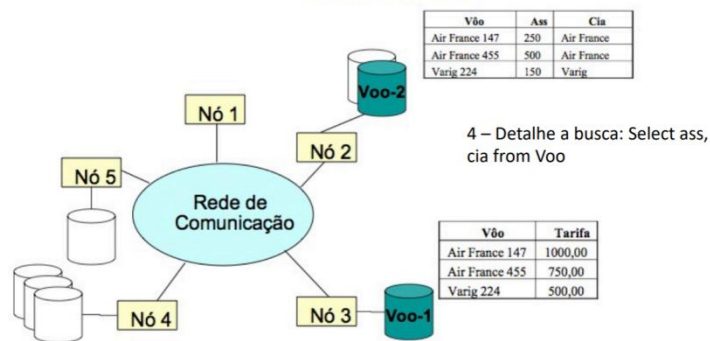 Vôo Ass Cia
Air France 147 250 Air France
Air France 455 500 Air France
Varig 224 150 Varig
Voo-2
Nó 1
Nó 2
4 – Detalhe a busca: Select ass,
cia from Voo
Nó 5
Rede de
Comunicação
Vôo Tarifa
Air France 147 1000,00
Air France 455 750,00
Varig 224 500,00
Nó 4
Nó 3
Voo-1